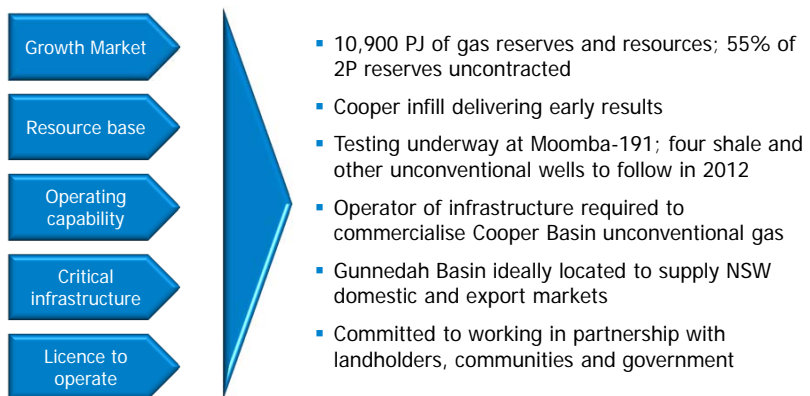 Growth Market
Resource base
Operating
capability
Critical
infrastructure
Licence to
operate
▪ 10,900 PJ of gas reserves and resources; 55% of
2P reserves uncontracted
▪ Cooper infill delivering early results
▪ Testing underway at Moomba-191; four shale and
other unconventional wells to follow in 2012
▪ Operator of infrastructure required to
commercialise Cooper Basin unconventional gas
▪ Gunnedah Basin ideally located to supply NSW
domestic and export markets
▪ Committed to working in partnership with
landholders, communities and government